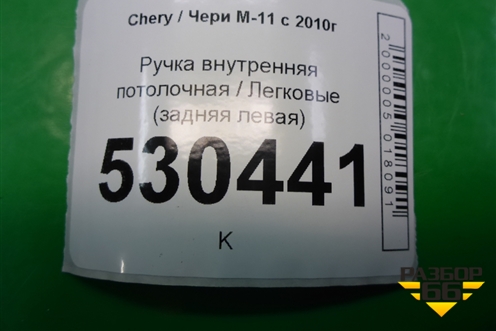 Chery / Чери М-11 с 2010г
Ручка внутренняя
потолочная / Легковые
(задняя левая)
530441
К
2000005018091
РАЗБОР
66